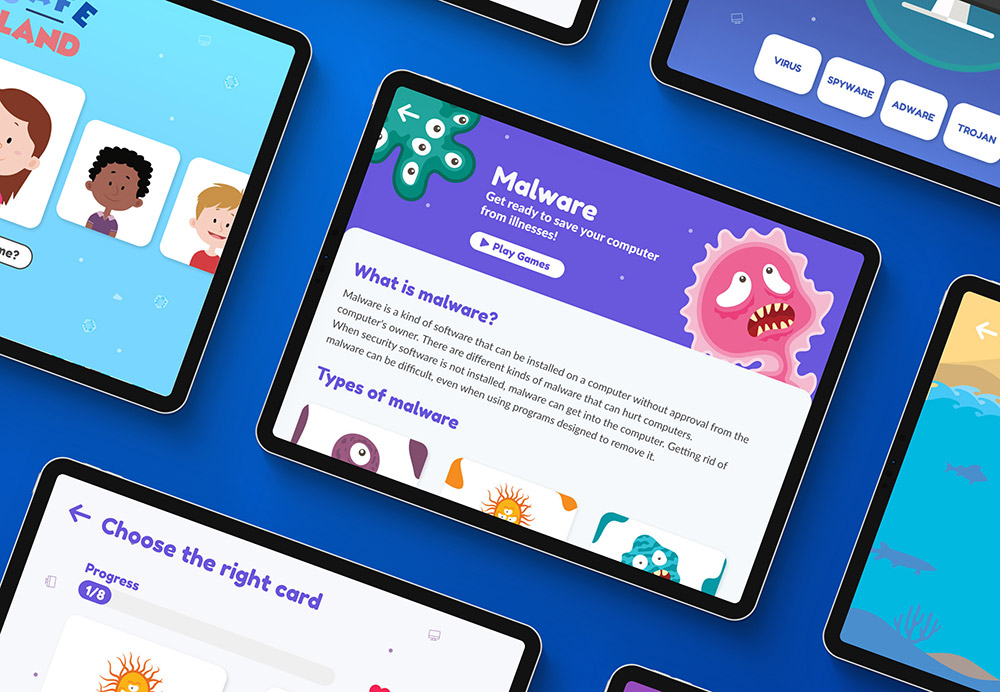 LAND
me?
VIRUS
SPYWARE
ADWARE
TROJAN
Malware
Get ready to save your computer
from illnesses!
Play Games
What is malware?
Malware is a kind of software that can be installed on a computer without approval from the
computer's owner. There are different kinds of malware that can hurt computers.
When security software is not installed, malware can get into the computer. Getting rid of
malware can be difficult, even when using programs designed to remove it.
Types of malware
Choose the right card
Progress
1/8